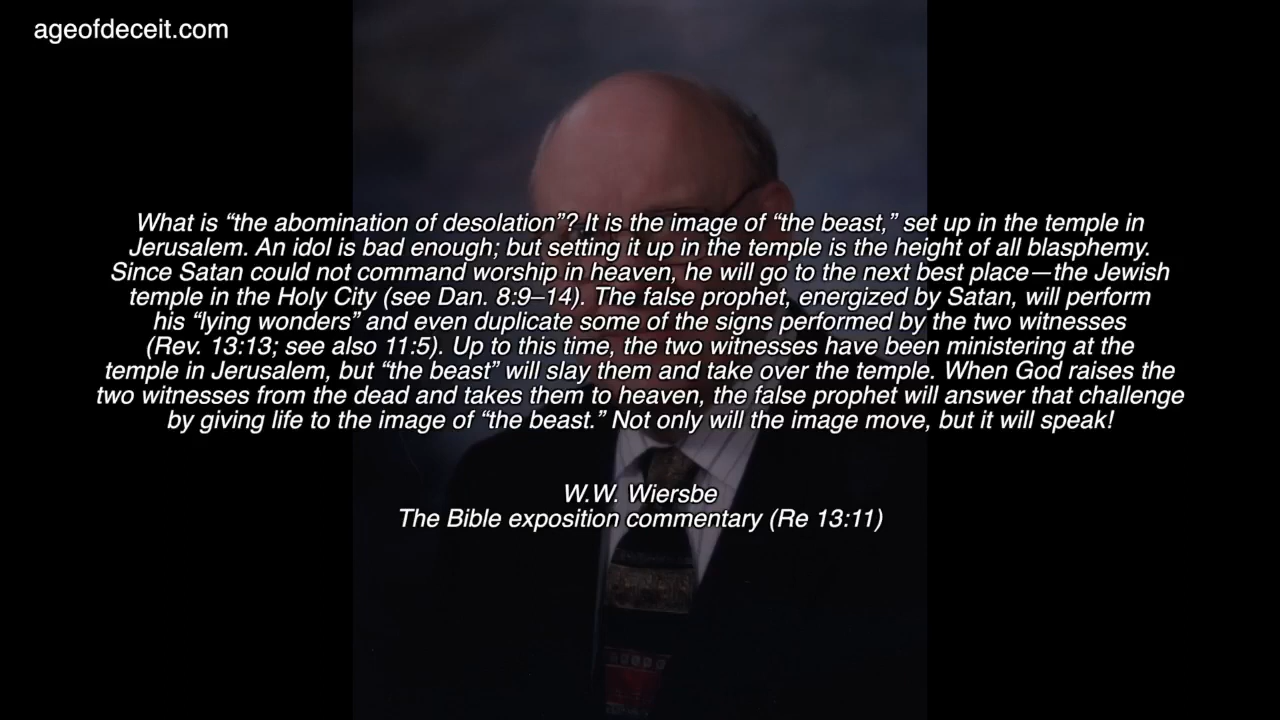 ageofdeceit.com
What is “the abomination of desolation”? It is the image of “the beast,” set up in the temple in
Jerusalem. An idol is bad enough; but setting it up in the temple is the height of all blasphemy.
Since Satan could not command worship in heaven, he will go to the next best place—the Jewish
temple in the Holy City (see Dan. 8:9–14). The false prophet, energized by Satan, will perform
his “lying wonders” and even duplicate some of the signs performed by the two witnesses
(Rev. 13:13; see also 11:5). Up to this time, the two witnesses have been ministering at the
temple in Jerusalem, but “the beast” will slay them and take over the temple. When God raises the
two witnesses from the dead and takes them to heaven, the false prophet will answer that challenge
by giving life to the image of “the beast.” Not only will the image move, but it will speak!
W.W. Wiersbe
The Bible exposition commentary (Re 13:11)